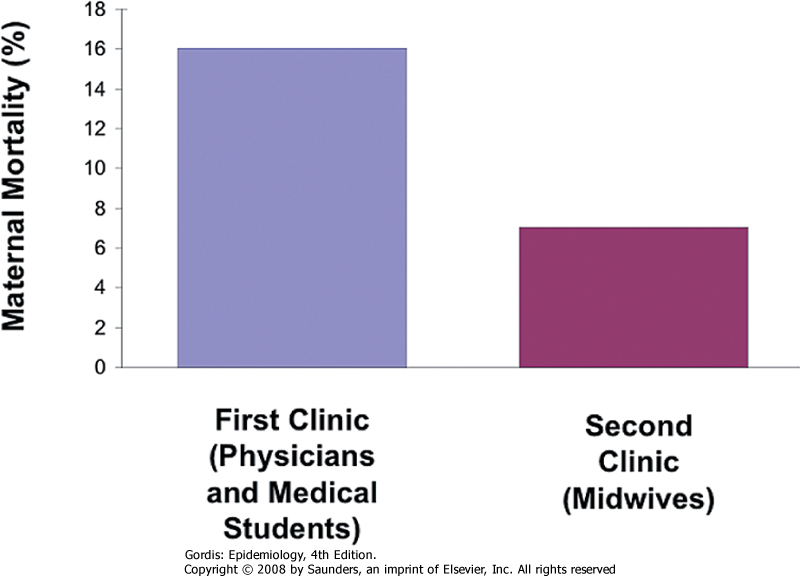 Maternal Mortality (%)
18
16
14
12
10
8
6
4
2
0
First Clinic
(Physicians
and Medical
Students)
Second
Clinic
(Midwives)
Gordis: Epidemiology, 4th Edition.
Copyright © 2008 by Saunders, an imprint of Elsevier, Inc. All rights reserved